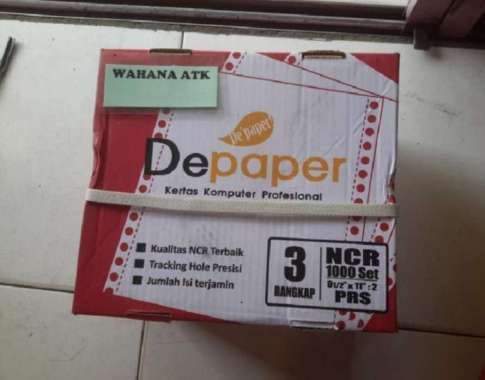 WAHANA ATK
De'paper
Depaper
Kertas Komputer Profesional
Kualitas NCR Terbaik
Tracking Hole Presisi
Jumlah Isi terjamin
3
RANGKAP
NCR
1000 Set
9 1/2" x 11" : 2
PRS